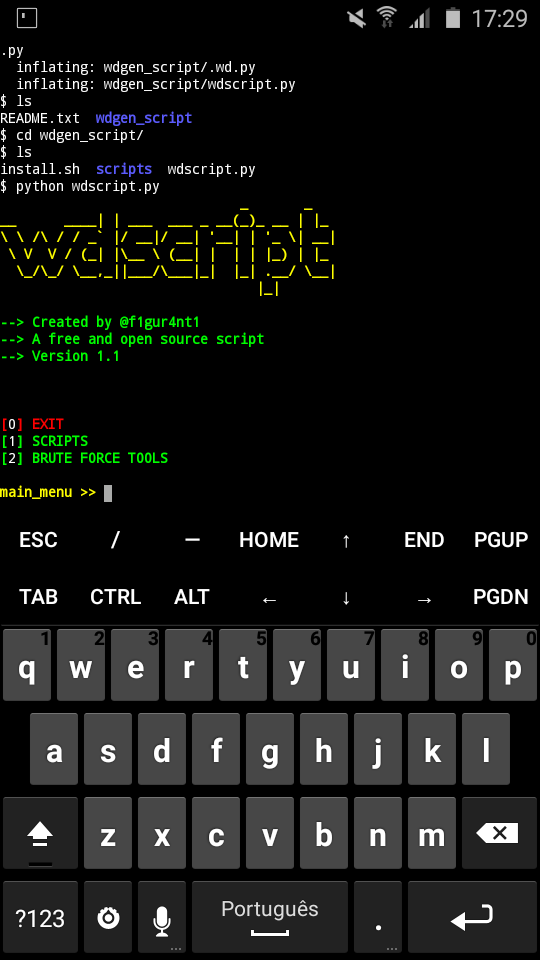 17:29
.py
  inflating: wdgen_script/.wd.py
  inflating: wdgen_script/wdscript.py
$ ls
README.txt  wdgen_script
$ cd wdgen_script/
$ ls
install.sh  scripts  wdscript.py
$ python wdscript.py
wdscript
--> Created by @f1gur4nt1
--> A free and open source script
--> Version 1.1
[0] EXIT
[1] SCRIPTS
[2] BRUTE FORCE TOOLS
main_menu >>
ESC / — HOME ↑ END PGUP
TAB CTRL ALT ← ↓ → PGDN
1 2 3 4 5 6 7 8 9 0
q w e r t y u i o p
a s d f g h j k l
z x c v b n m
?123 Português .